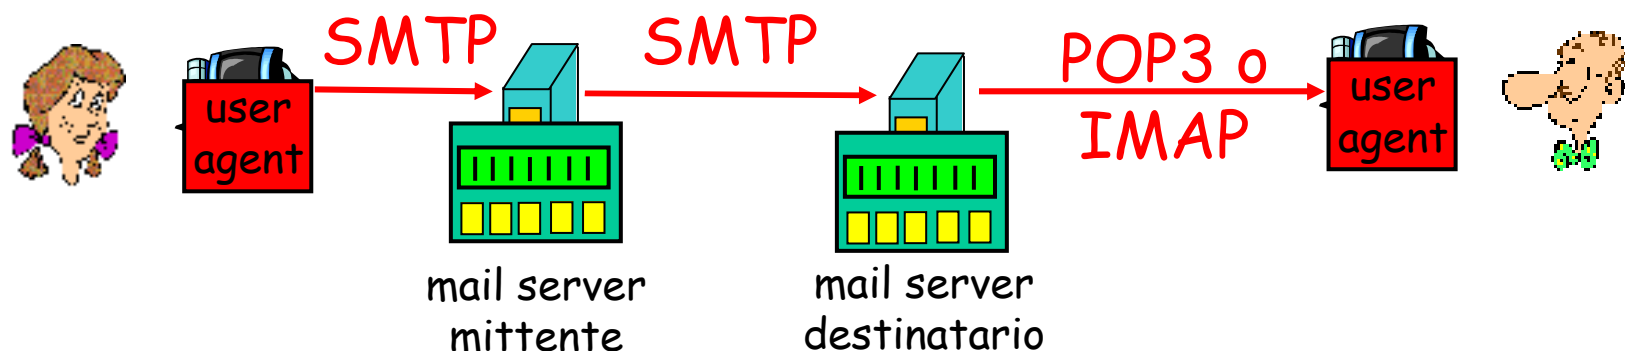 SMTP
SMTP
POP3 o
IMAP
user
agent
user
agent
mail server
mittente
mail server
destinatario